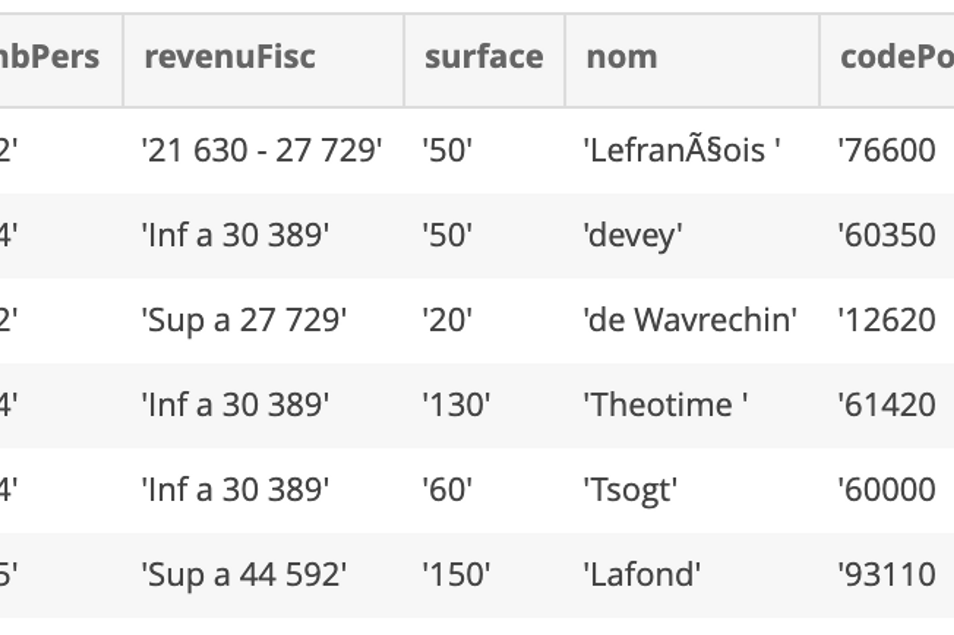 nbPers revenuFisc surface nom codePo
2' '21 630 - 27 729' '50' 'LefranÃ§ois ' '76600
4' 'Inf a 30 389' '50' 'devey' '60350
2' 'Sup a 27 729' '20' 'de Wavrechin' '12620
4' 'Inf a 30 389' '130' 'Theotime ' '61420
4' 'Inf a 30 389' '60' 'Tsogt' '60000
5' 'Sup a 44 592' '150' 'Lafond' '93110